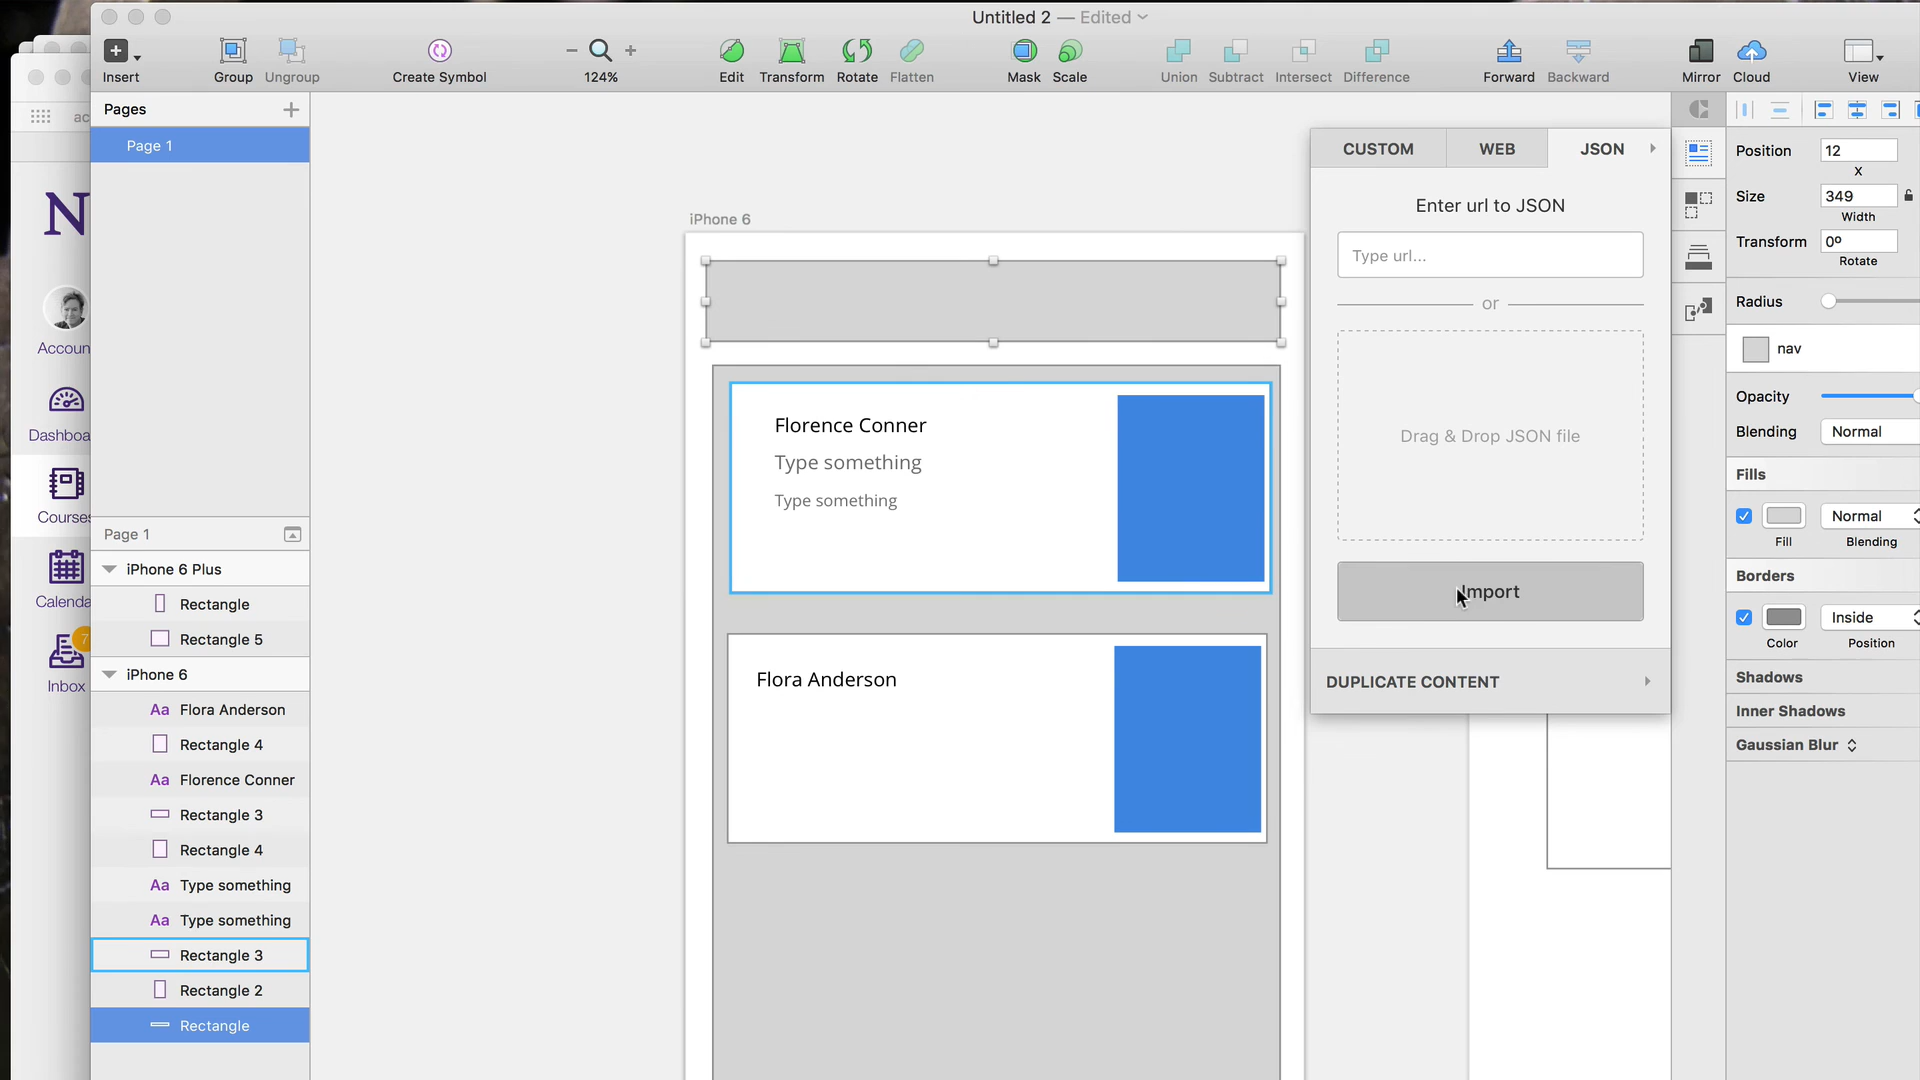 Untitled 2 — Edited
Insert
Group
Ungroup
Create Symbol
124%
Edit
Transform
Rotate
Flatten
Mask
Scale
Union
Subtract
Intersect
Difference
Forward
Backward
Mirror
Cloud
View
ac
N
Accoun
Dashboa
Courses
Calenda
7
Inbox
Pages
Page 1
Page 1
iPhone 6 Plus
Rectangle
Rectangle 5
iPhone 6
Aa Flora Anderson
Rectangle 4
Aa Florence Conner
Rectangle 3
Rectangle 4
Aa Type something
Aa Type something
Rectangle 3
Rectangle 2
Rectangle
iPhone 6
Florence Conner
Type something
Type something
Flora Anderson
CUSTOM
WEB
JSON
Enter url to JSON
Type url...
or
Drag & Drop JSON file
Import
DUPLICATE CONTENT
Position
12
X
Size
349
Width
Transform
0º
Rotate
Radius
nav
Opacity
Blending
Normal
Fills
Normal
Fill
Blending
Borders
Inside
Color
Position
Shadows
Inner Shadows
Gaussian Blur